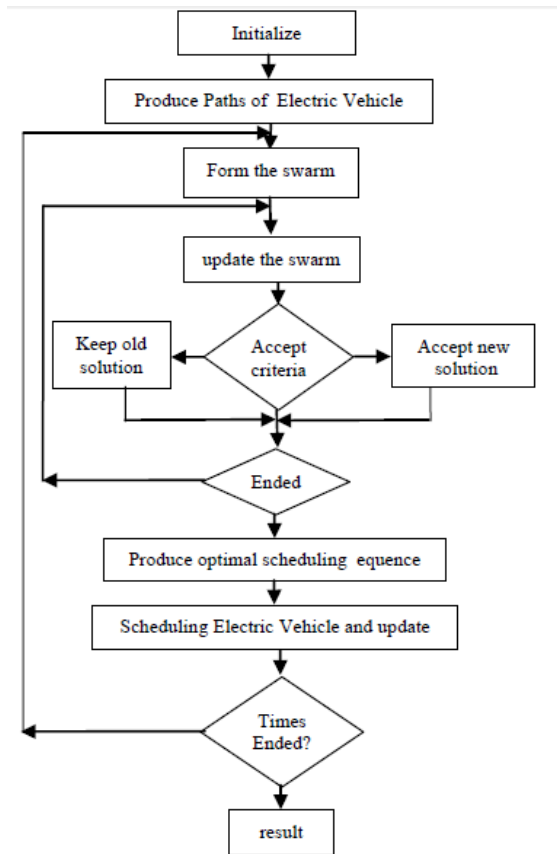 Initialize
Produce Paths of Electric Vehicle
Form the swarm
update the swarm
Keep old
solution
Accept
criteria
Accept new
solution
Ended
Produce optimal scheduling equence
Scheduling Electric Vehicle and update
Times
Ended?
result